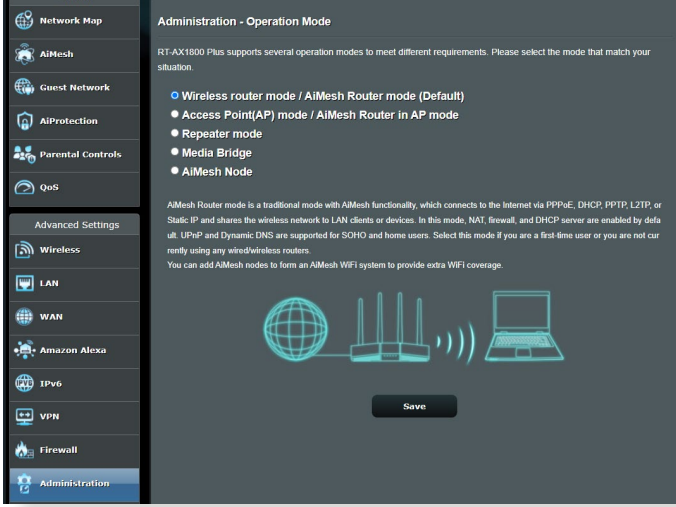 Network Map
AiMesh
Guest Network
AiProtection
Parental Controls
QoS
Advanced Settings
Wireless
LAN
WAN
Amazon Alexa
IPV6
IPv6
VPN
Firewall
Administration
Administration - Operation Mode
RT-AX1800 Plus supports several operation modes to meet different requirements. Please select the mode that match your
situation.
Wireless router mode / AiMesh Router mode (Default)
Access Point(AP) mode / AiMesh Router in AP mode
Repeater mode
Media Bridge
AiMesh Node
AiMesh Router mode is a traditional mode with AiMesh functionality, which connects to the Internet via PPPoE, DHCP, PPTP, L2TP, or
Static IP and shares the wireless network to LAN clients or devices. In this mode, NAT, firewall, and DHCP server are enabled by defa
ult. UPnP and Dynamic DNS are supported for SOHO and home users. Select this mode if you are a first-time user or you are not cur
rently using any wired/wireless routers.
You can add AiMesh nodes to form an AiMesh WiFi system to provide extra WiFi coverage.
Save